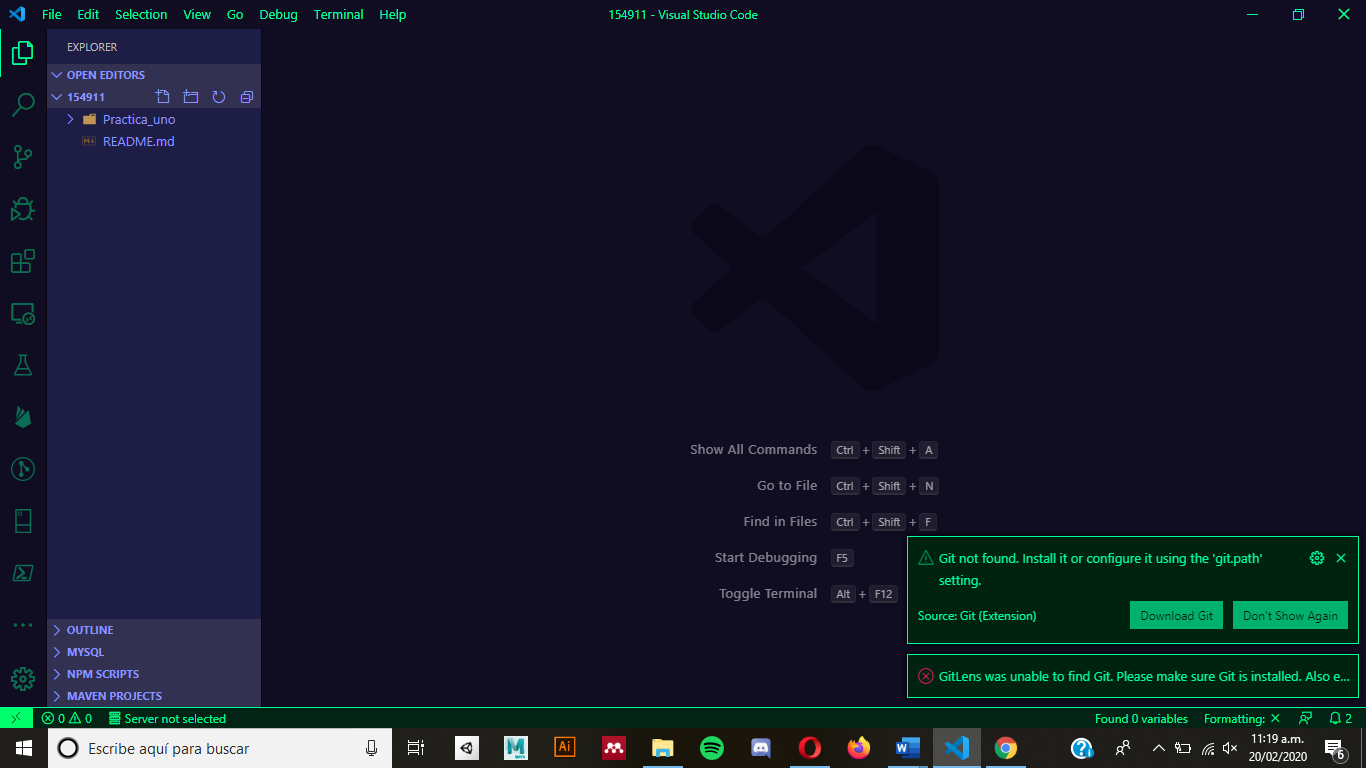 File Edit Selection View Go Debug Terminal Help
154911 - Visual Studio Code
EXPLORER
OPEN EDITORS
154911
Practica_uno
README.md
Show All Commands Ctrl + Shift + A
Go to File Ctrl + Shift + N
Find in Files Ctrl + Shift + F
Start Debugging F5
Toggle Terminal Alt + F12
Git not found. Install it or configure it using the 'git.path'
setting.
Source: Git (Extension) Download Git Don't Show Again
GitLens was unable to find Git. Please make sure Git is installed. Also e...
OUTLINE
MYSQL
NPM SCRIPTS
MAVEN PROJECTS
0 0 Server not selected
Found 0 variables Formatting: 2
Escribe aquí para buscar
M
Ai
W
?
11:19 a.m.
20/02/2020
6